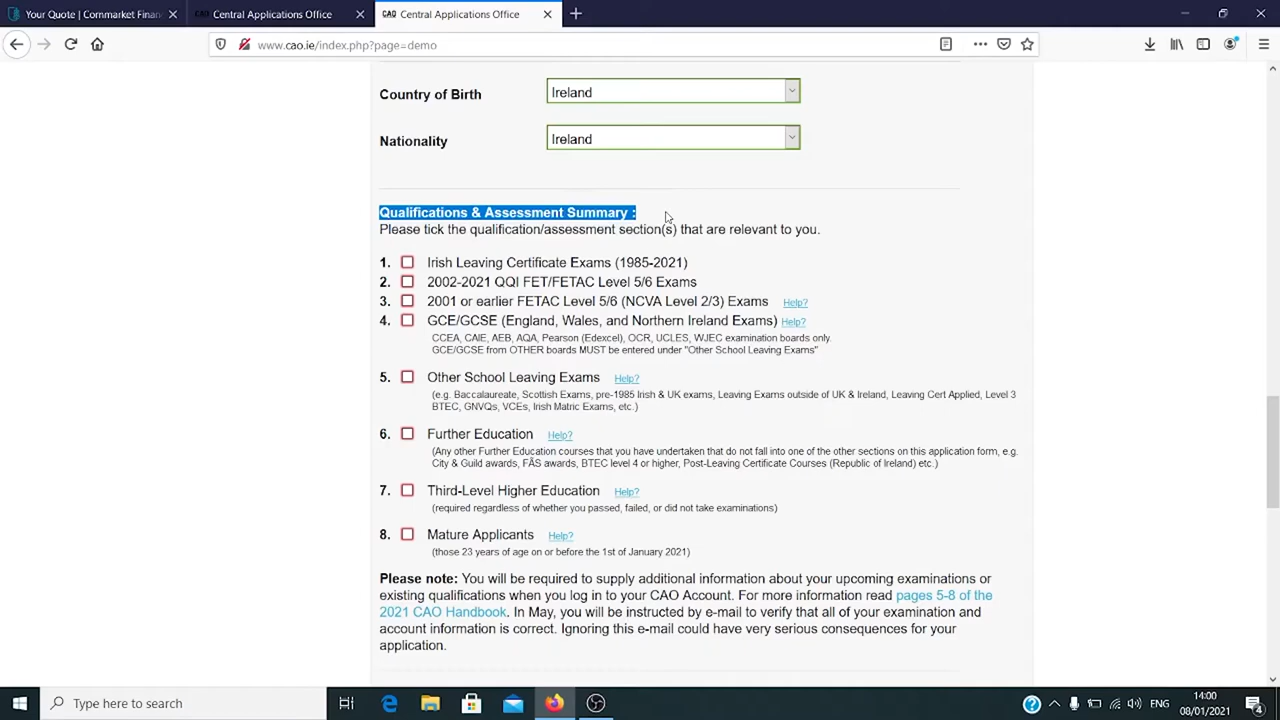 Your Quote | Cornmarket Finan
CAO Central Applications Office
CAO Central Applications Office
www.cao.ie/index.php?page=demo
Country of Birth Ireland
Nationality Ireland
Qualifications & Assessment Summary :
Please tick the qualification/assessment section(s) that are relevant to you.
1. Irish Leaving Certificate Exams (1985-2021)
2. 2002-2021 QQI FET/FETAC Level 5/6 Exams
3. 2001 or earlier FETAC Level 5/6 (NCVA Level 2/3) Exams Help?
4. GCE/GCSE (England, Wales, and Northern Ireland Exams) Help?
CCEA, CAIE, AEB, AQA, Pearson (Edexcel), OCR, UCLES, WJEC examination boards only.
GCE/GCSE from OTHER boards MUST be entered under "Other School Leaving Exams"
5. Other School Leaving Exams Help?
(e.g. Baccalaureate, Scottish Exams, pre-1985 Irish & UK exams, Leaving Exams outside of UK & Ireland, Leaving Cert Applied, Level 3
BTEC, GNVQs, VCEs, Irish Matric Exams, etc.)
6. Further Education Help?
(Any other Further Education courses that you have undertaken that do not fall into one of the other sections on this application form, e.g.
City & Guild awards, FÃS awards, BTEC level 4 or higher, Post-Leaving Certificate Courses (Republic of Ireland) etc.)
7. Third-Level Higher Education Help?
(required regardless of whether you passed, failed, or did not take examinations)
8. Mature Applicants Help?
(those 23 years of age on or before the 1st of January 2021)
Please note: You will be required to supply additional information about your upcoming examinations or
existing qualifications when you log in to your CAO Account. For more information read pages 5-8 of the
2021 CAO Handbook. In May, you will be instructed by e-mail to verify that all of your examination and
account information is correct. Ignoring this e-mail could have very serious consequences for your
application.
Type here to search
ENG
14:00
08/01/2021
4